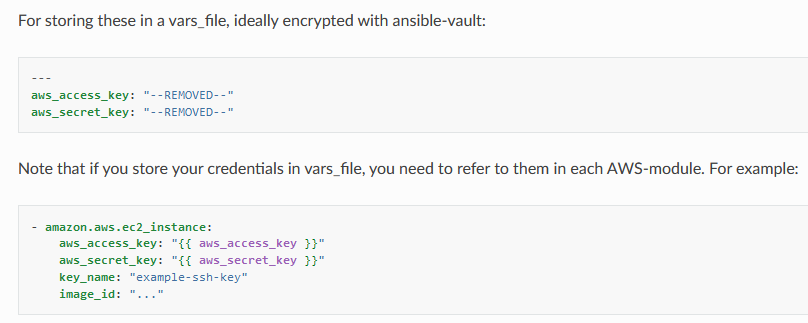 For storing these in a vars_file, ideally encrypted with ansible-vault:
---
aws_access_key: "--REMOVED--"
aws_secret_key: "--REMOVED--"
Note that if you store your credentials in vars_file, you need to refer to them in each AWS-module. For example:
- amazon.aws.ec2_instance:
    aws_access_key: "{{ aws_access_key }}"
    aws_secret_key: "{{ aws_secret_key }}"
    key_name: "example-ssh-key"
    image_id: "..."